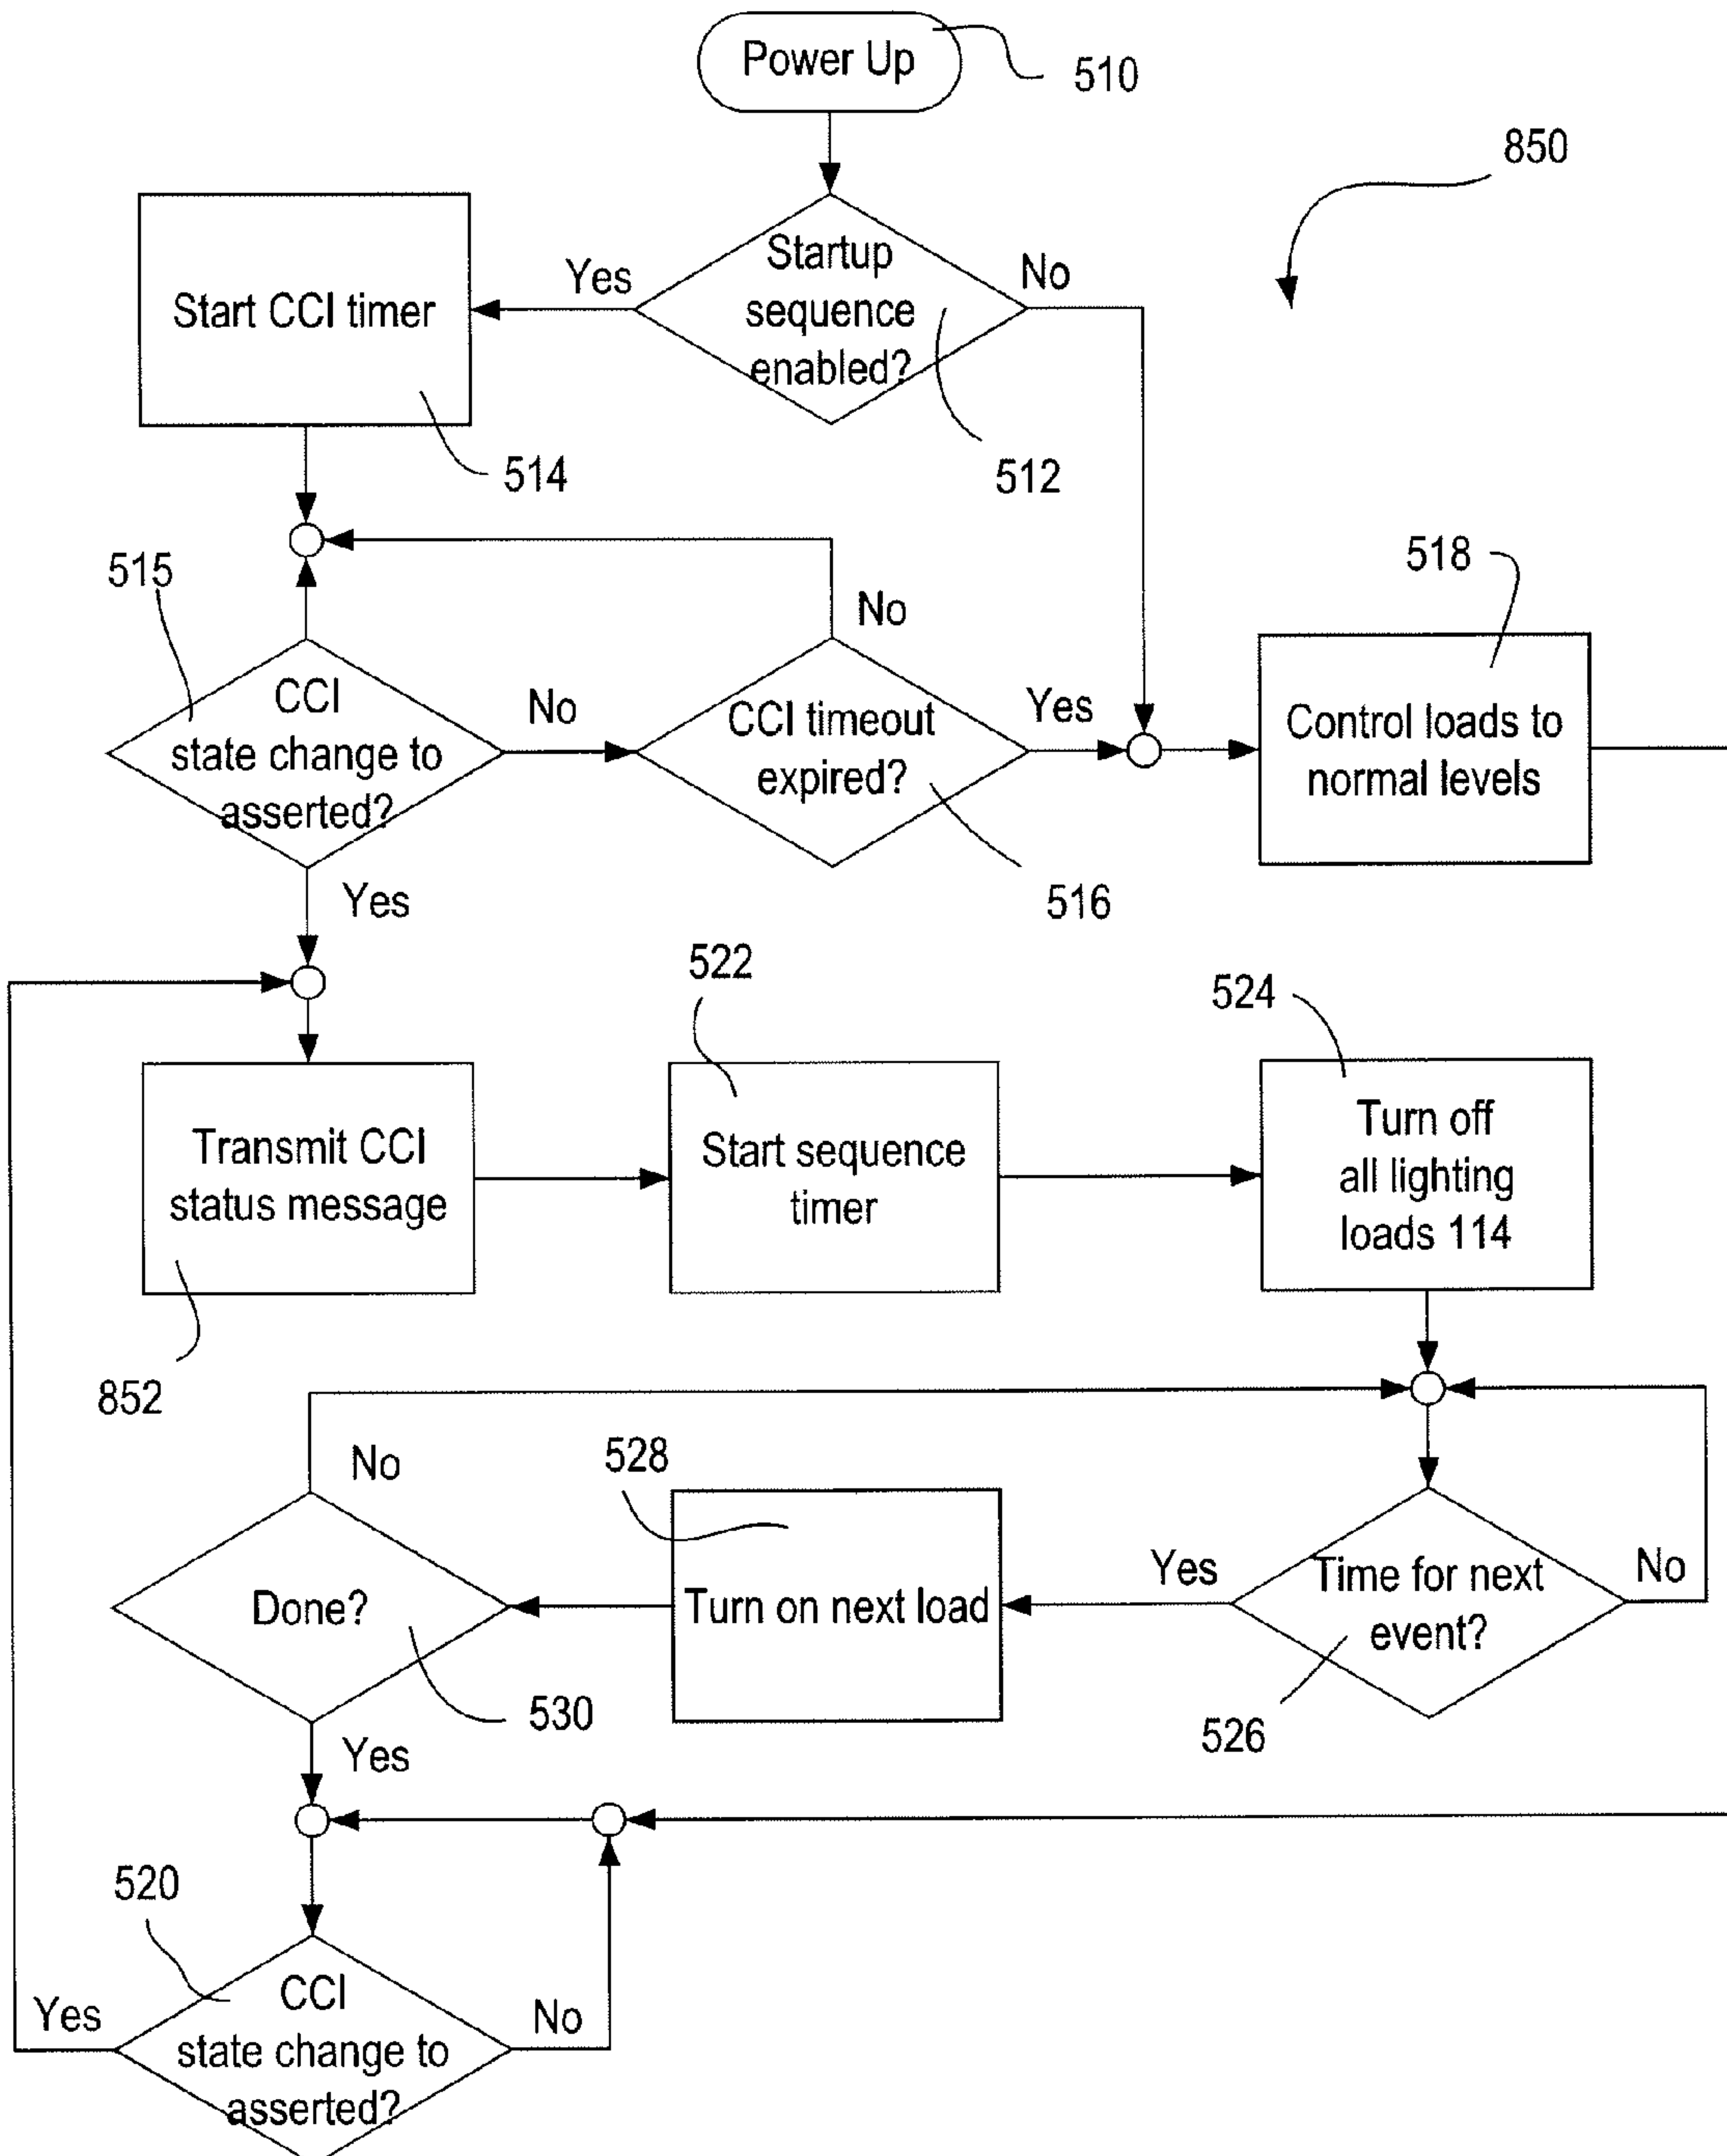 Power Up
510
850
Startup
sequence
enabled?
Yes
No
512
Start CCI timer
514
515
CCI
state change to
asserted?
No
Yes
CCI timeout
expired?
No
Yes
516
518
Control loads to
normal levels
522
524
Transmit CCI
status message
852
Start sequence
timer
Turn off
all lighting
loads 114
No
528
Done?
530
Yes
Turn on next load
Yes
Time for next
event?
No
526
520
CCI
state change to
asserted?
Yes
No